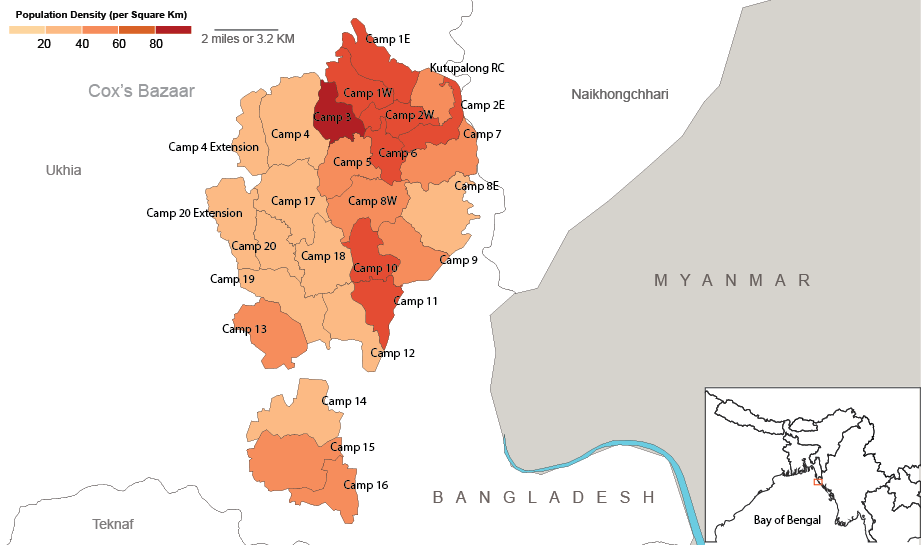 Population Density (per Square Km)
20 40 60 80
2 miles or 3.2 KM
Camp 1E
Kutupalong RC
Cox's Bazaar
Camp 1W
Naikhongchhari
Camp 2E
Camp 3
Camp 2W
Camp 4
Camp 7
Camp 4 Extension
Camp 6
Camp 5
Ukhia
Camp 8E
Camp 17
Camp 8W
Camp 20 Extension
Camp 20
Camp 18
Camp 9
Camp 10
Camp 19
MYANMAR
Camp 11
Camp 13
Camp 12
Camp 14
Camp 15
Camp 16
BANGLADESH
Teknaf
Bay of Bengal